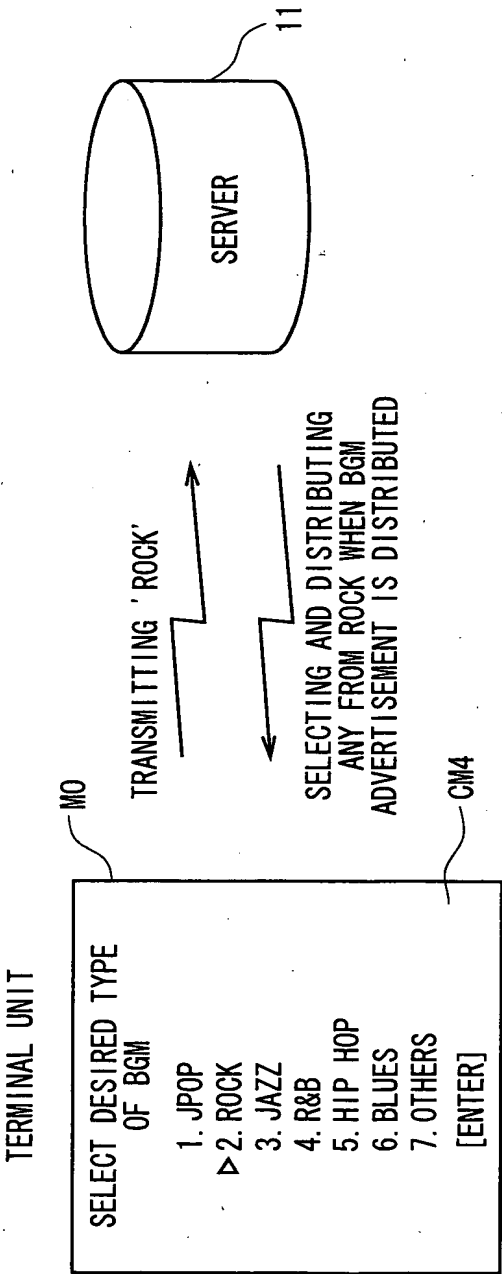 TERMINAL UNIT
MO
SELECT DESIRED TYPE
OF BGM
1. JPOP
▷2. ROCK
3. JAZZ
4. R&B
5. HIP HOP
6. BLUES
7. OTHERS
[ENTER]
CM4
TRANSMITTING 'ROCK'
SELECTING AND DISTRIBUTING
ANY FROM ROCK WHEN BGM
ADVERTISEMENT IS DISTRIBUTED
SERVER
11